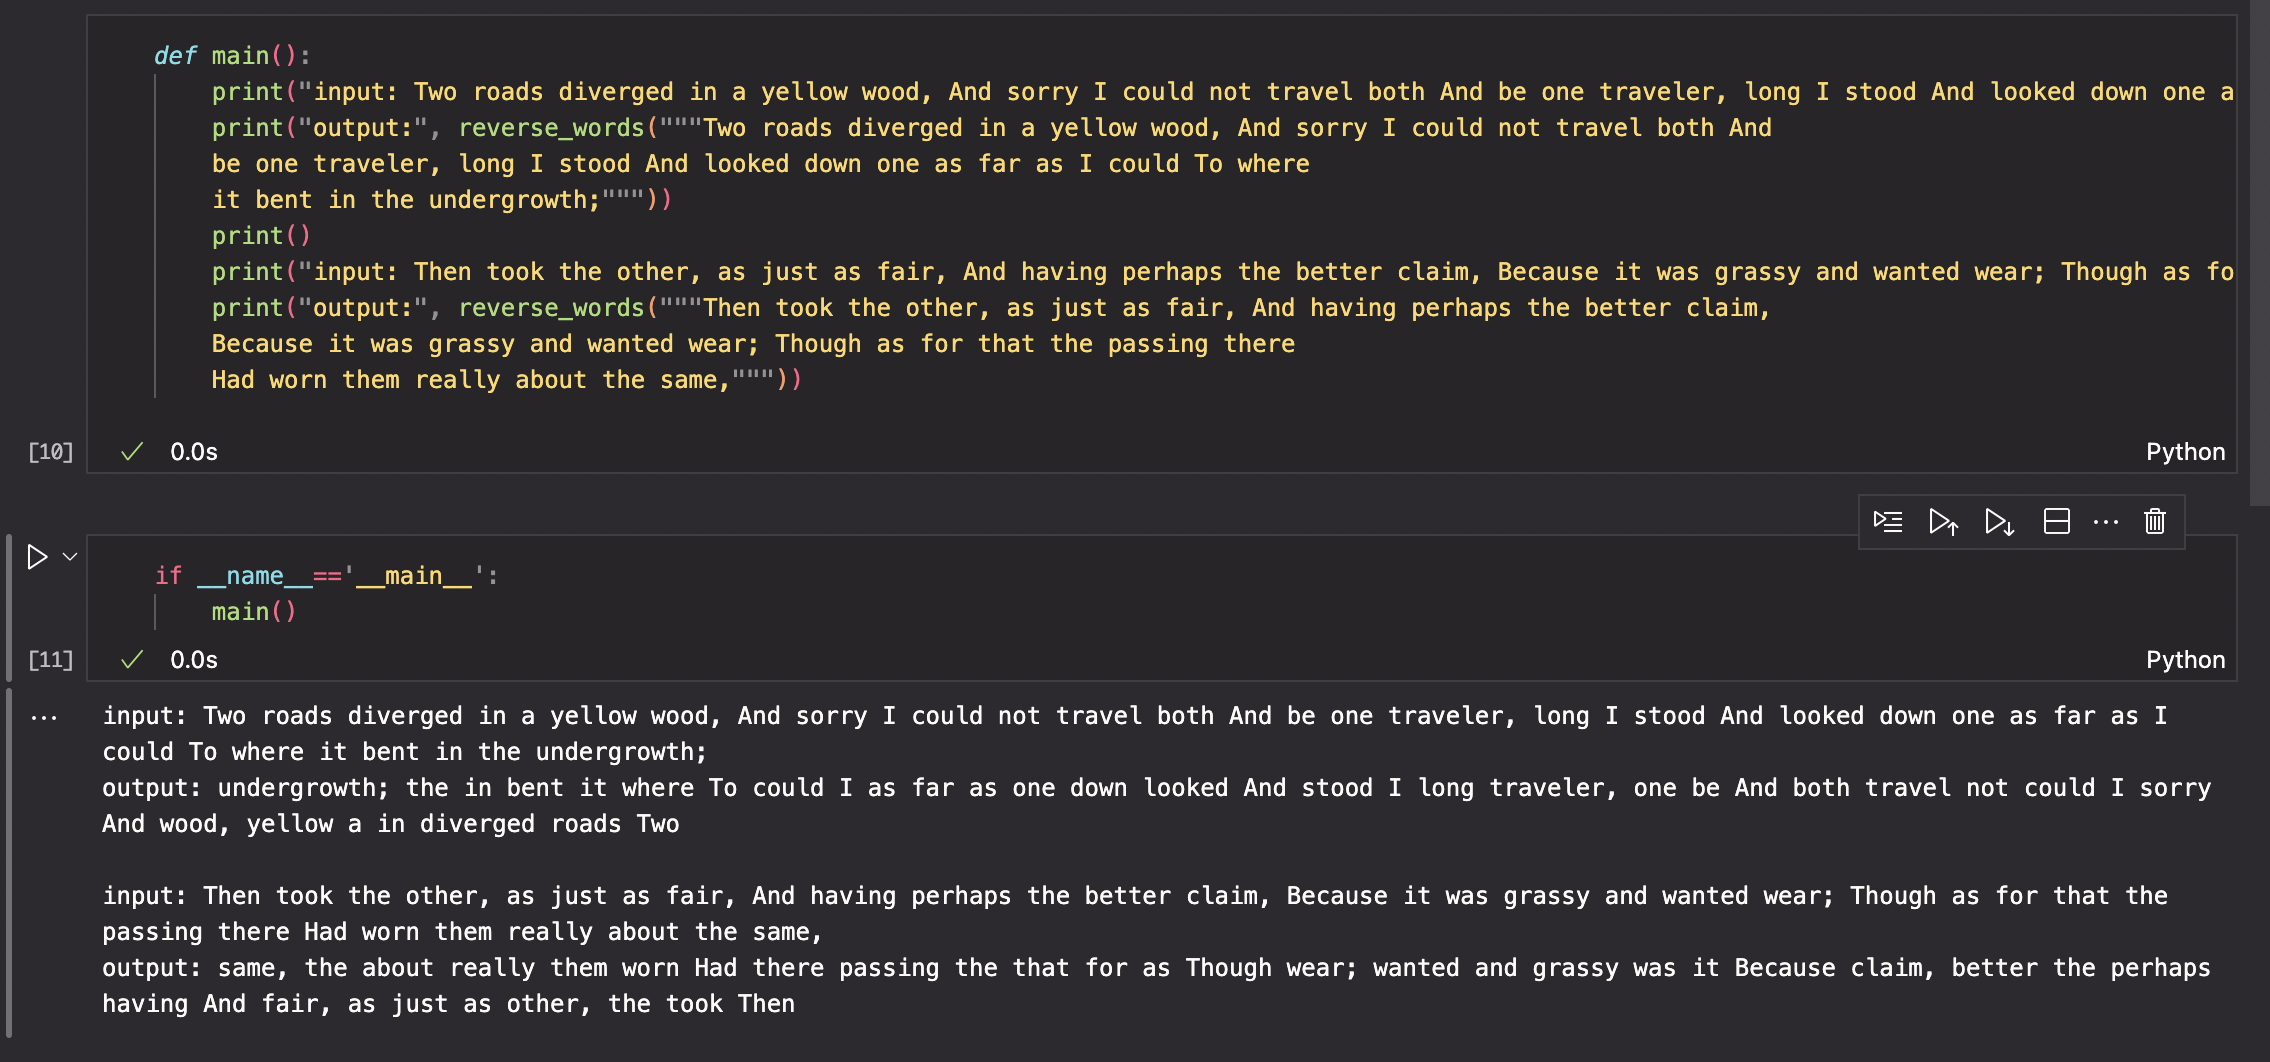 def main():
    print("input: Two roads diverged in a yellow wood, And sorry I could not travel both And be one traveler, long I stood And looked down one a
    print("output:", reverse_words("""Two roads diverged in a yellow wood, And sorry I could not travel both And
    be one traveler, long I stood And looked down one as far as I could To where
    it bent in the undergrowth;"""))
    print()
    print("input: Then took the other, as just as fair, And having perhaps the better claim, Because it was grassy and wanted wear; Though as fo
    print("output:", reverse_words("""Then took the other, as just as fair, And having perhaps the better claim,
    Because it was grassy and wanted wear; Though as for that the passing there
    Had worn them really about the same,"""))
[10] ✓ 0.0s Python
if __name__=='__main__':
    main()
[11] ✓ 0.0s Python
input: Two roads diverged in a yellow wood, And sorry I could not travel both And be one traveler, long I stood And looked down one as far as I
could To where it bent in the undergrowth;
output: undergrowth; the in bent it where To could I as far as one down looked And stood I long traveler, one be And both travel not could I sorry
And wood, yellow a in diverged roads Two

input: Then took the other, as just as fair, And having perhaps the better claim, Because it was grassy and wanted wear; Though as for that the
passing there Had worn them really about the same,
output: same, the about really them worn Had there passing the that for as Though wear; wanted and grassy was it Because claim, better the perhaps
having And fair, as just as other, the took Then